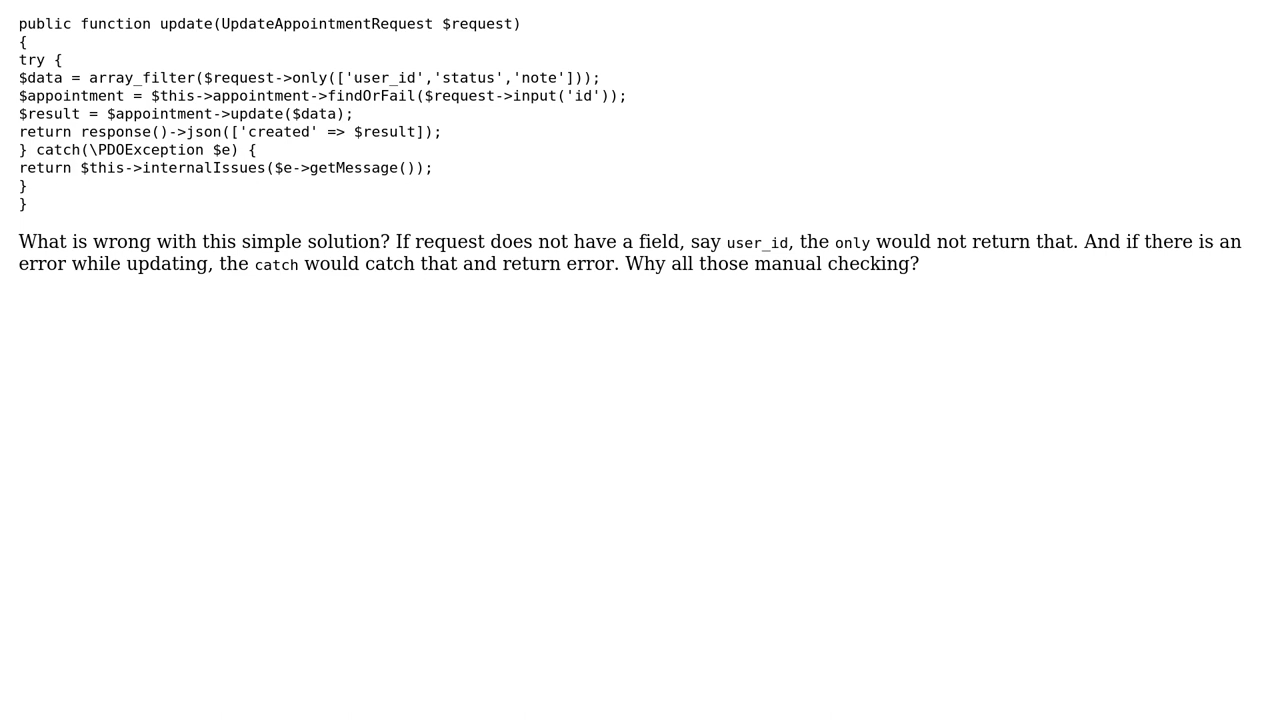 public function update(UpdateAppointmentRequest $request)
{
try {
$data = array_filter($request->only(['user_id','status','note']));
$appointment = $this->appointment->findOrFail($request->input('id'));
$result = $appointment->update($data);
return response()->json(['created' => $result]);
} catch(\PDOException $e) {
return $this->internalIssues($e->getMessage());
}
}
What is wrong with this simple solution? If request does not have a field, say user_id, the only would not return that. And if there is an
error while updating, the catch would catch that and return error. Why all those manual checking?